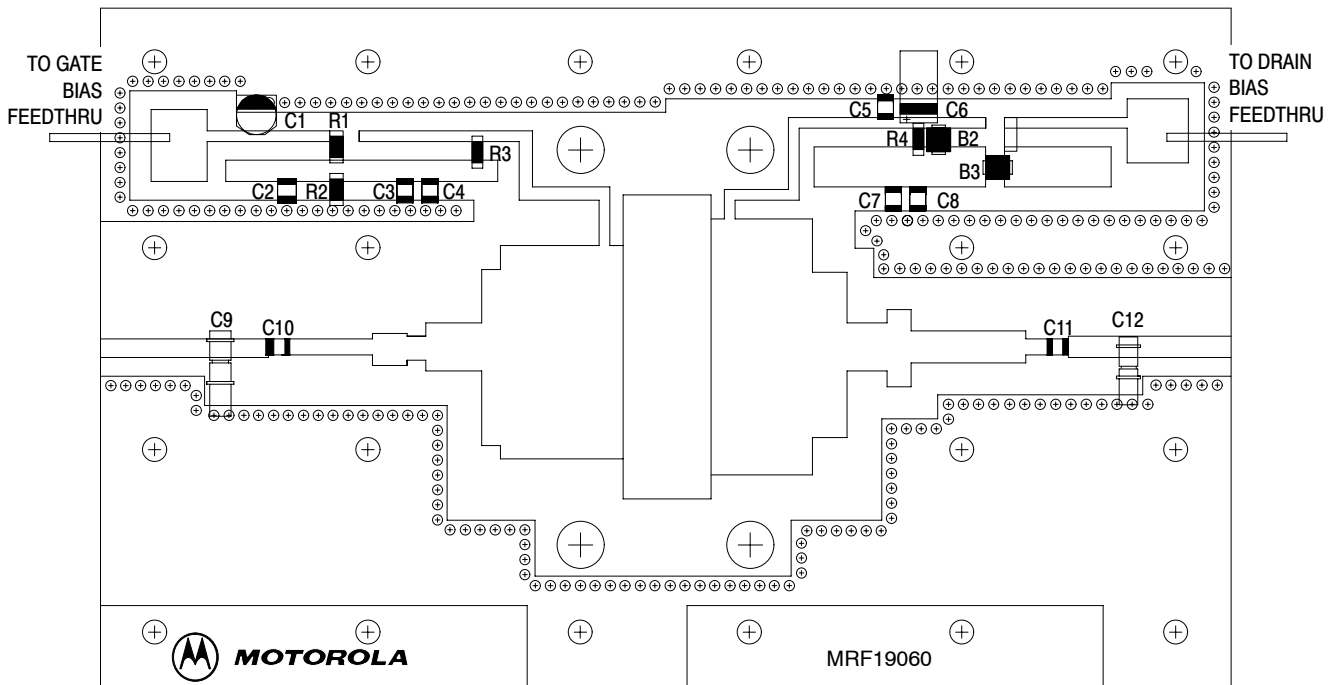 TO GATE
BIAS
FEEDTHRU
TO DRAIN
BIAS
FEEDTHRU
C1
R1
R3
C5
C6
R4
B2
B3
C2
R2
C3
C4
C7
C8
C9
C10
C11
C12
MOTOROLA
MRF19060